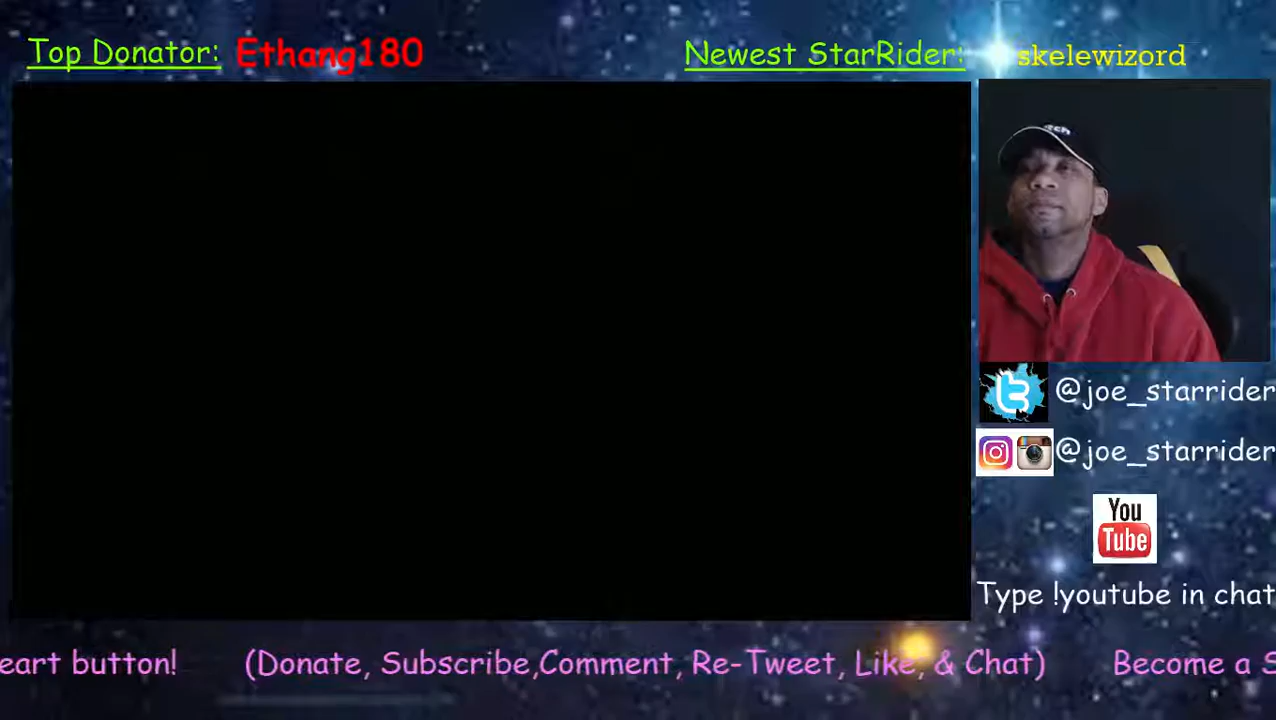 Top Donator: Ethang180
Newest StarRider: skelewizord
tch
@joe_starrider
@joe_starrider
You
Tube
Type !youtube in chat
eart button! (Donate, Subscribe,Comment, Re-Tweet, Like, & Chat) Become a S